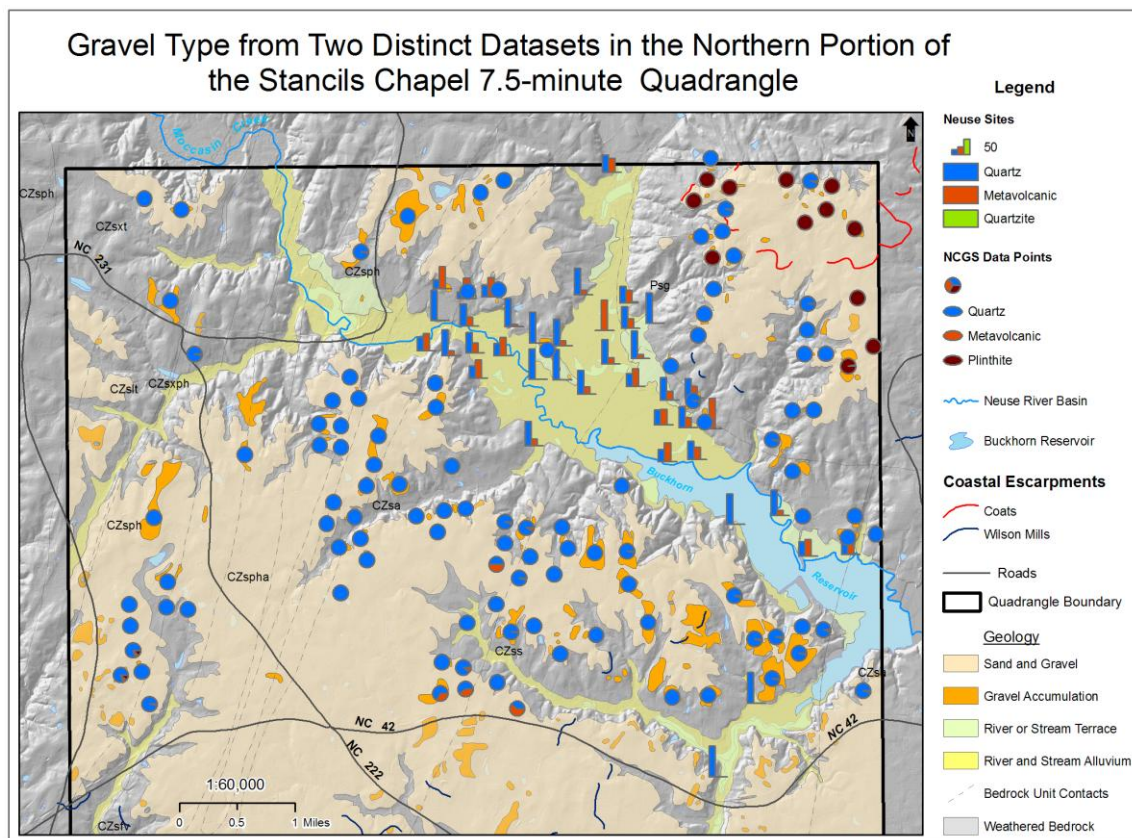 Gravel Type from Two Distinct Datasets in the Northern Portion of
the Stancils Chapel 7.5-minute Quadrangle
Legend
Neuse Sites
50
Quartz
Metavolcanic
Quartzite
NCGS Data Points
Quartz
Metavolcanic
Plinthite
Neuse River Basin
Buckhorn Reservoir
Coastal Escarpments
Coats
Wilson Mills
Roads
Quadrangle Boundary
Geology
Sand and Gravel
Gravel Accumulation
River or Stream Terrace
River and Stream Alluvium
Bedrock Unit Contacts
Weathered Bedrock
N
Moccasin Creek
CZsph
CZsxt
NC 231
CZsph
Psg
CZslt
CZsxph
CZsa
CZsph
CZspha
Buckhorn
Reservoir
CZss
CZsa
NC 42
NC 42
NC 222
1:60,000
0 0.5 1 Miles
CZsfv